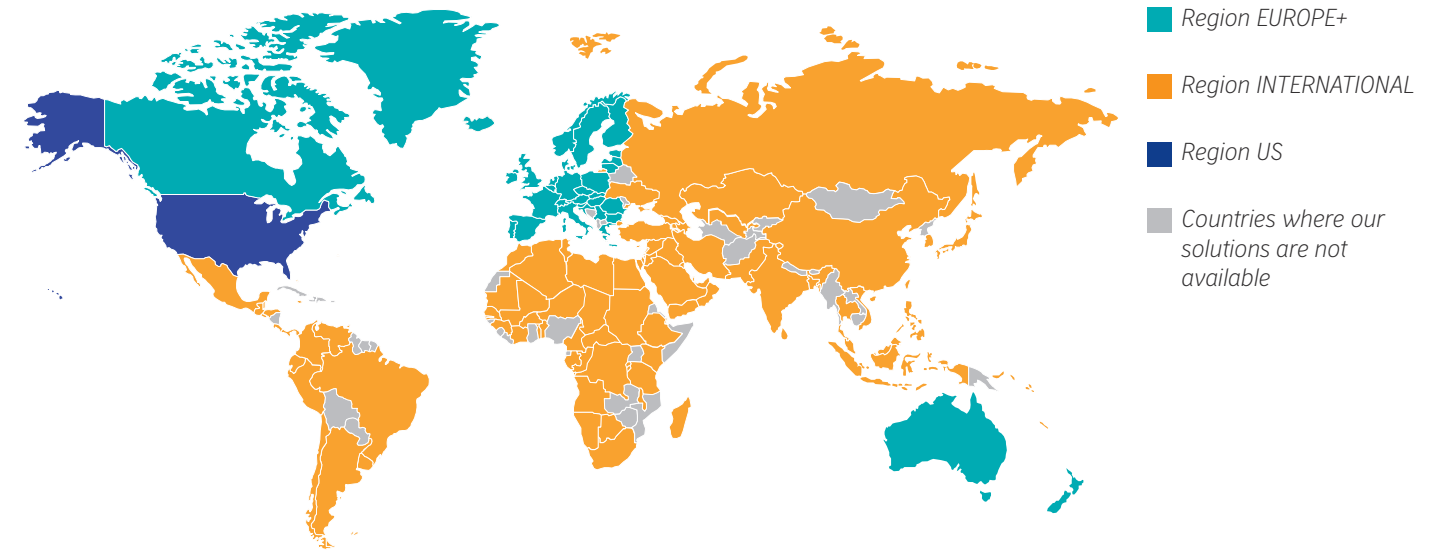 Region EUROPE+
Region INTERNATIONAL
Region US
Countries where our
solutions are not
available